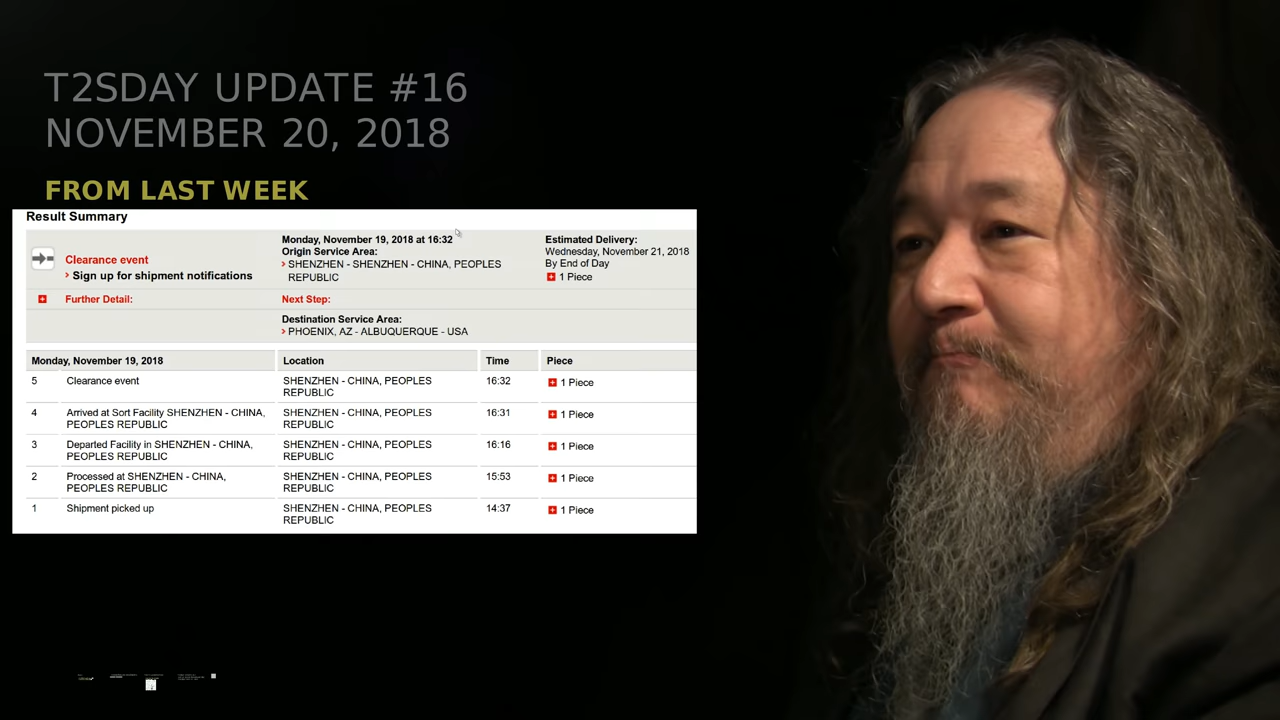 T2SDAY UPDATE #16
NOVEMBER 20, 2018
FROM LAST WEEK
Result Summary
Clearance event
› Sign up for shipment notifications
Monday, November 19, 2018 at 16:32
Origin Service Area:
› SHENZHEN - SHENZHEN - CHINA, PEOPLES
REPUBLIC
Estimated Delivery:
Wednesday, November 21, 2018
By End of Day
1 Piece
Further Detail:
Next Step:
Destination Service Area:
› PHOENIX, AZ - ALBUQUERQUE - USA
Monday, November 19, 2018 Location Time Piece
5 Clearance event SHENZHEN - CHINA, PEOPLES 16:32 1 Piece
REPUBLIC
4 Arrived at Sort Facility SHENZHEN - CHINA, SHENZHEN - CHINA, PEOPLES 16:31 1 Piece
PEOPLES REPUBLIC REPUBLIC
3 Departed Facility in SHENZHEN - CHINA, SHENZHEN - CHINA, PEOPLES 16:16 1 Piece
PEOPLES REPUBLIC REPUBLIC
2 Processed at SHENZHEN - CHINA, SHENZHEN - CHINA, PEOPLES 15:53 1 Piece
PEOPLES REPUBLIC REPUBLIC
1 Shipment picked up SHENZHEN - CHINA, PEOPLES 14:37 1 Piece
REPUBLIC